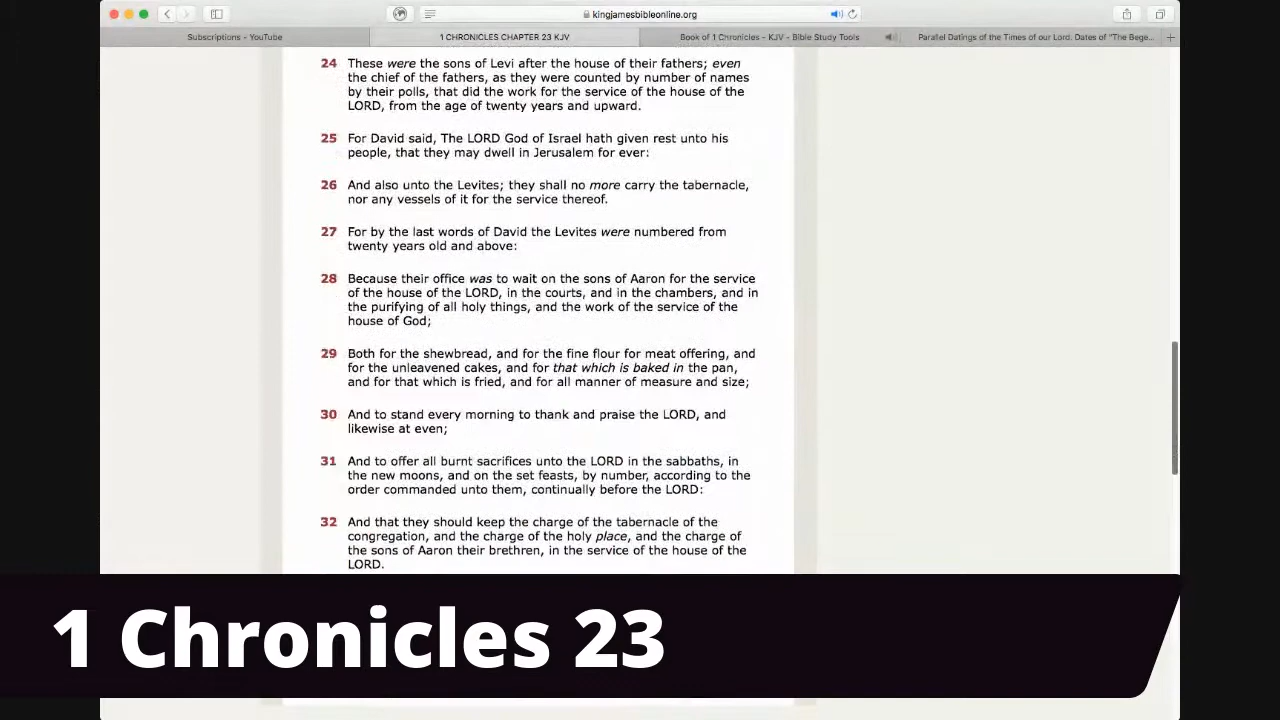 kingjamesbibleonline.org
Subscriptions - YouTube
1 CHRONICLES CHAPTER 23 KJV
Book of 1 Chronicles - KJV - Bible Study Tools
Parallel Datings of the Times of our Lord. Dates of "The Bege...
24 These were the sons of Levi after the house of their fathers; even
the chief of the fathers, as they were counted by number of names
by their polls, that did the work for the service of the house of the
LORD, from the age of twenty years and upward.
25 For David said, The LORD God of Israel hath given rest unto his
people, that they may dwell in Jerusalem for ever:
26 And also unto the Levites; they shall no more carry the tabernacle,
nor any vessels of it for the service thereof.
27 For by the last words of David the Levites were numbered from
twenty years old and above:
28 Because their office was to wait on the sons of Aaron for the service
of the house of the LORD, in the courts, and in the chambers, and in
the purifying of all holy things, and the work of the service of the
house of God;
29 Both for the shewbread, and for the fine flour for meat offering, and
for the unleavened cakes, and for that which is baked in the pan,
and for that which is fried, and for all manner of measure and size;
30 And to stand every morning to thank and praise the LORD, and
likewise at even;
31 And to offer all burnt sacrifices unto the LORD in the sabbaths, in
the new moons, and on the set feasts, by number, according to the
order commanded unto them, continually before the LORD:
32 And that they should keep the charge of the tabernacle of the
congregation, and the charge of the holy place, and the charge of
the sons of Aaron their brethren, in the service of the house of the
LORD.
1 Chronicles 23